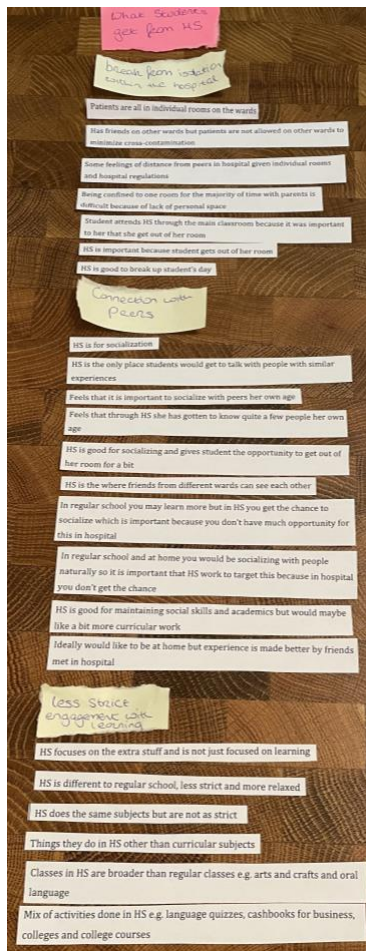 What Students
get from HS
break from isolation
within the hospital
Patients are all in individual rooms on the wards
Has friends on other wards but patients are not allowed on other wards to
minimize cross-contamination
Some feelings of distance from peers in hospital given individual rooms
and hospital regulations
Being confined to one room for the majority of time with parents is
difficult because of lack of personal space
Student attends HS through the main classroom because it was important
to her that she get out of her room
HS is important because student gets out of her room
HS is good to break up student's day
Connection with
Peers
HS is for socialization
HS is the only place students would get to talk with people with similar
experiences
Feels that it is important to socialize with peers her own age
Feels that through HS she has gotten to know quite a few people her own
age
HS is good for socializing and gives student the opportunity to get out of
her room for a bit
HS is the where friends from different wards can see each other
In regular school you may learn more but in HS you get the chance to
socialize which is important because you don't have much opportunity for
this in hospital
In regular school and at home you would be socializing with people
naturally so it is important that HS work to target this because in hospital
you don't get the chance
HS is good for maintaining social skills and academics but would maybe
like a bit more curricular work
Ideally would like to be at home but experience is made better by friends
met in hospital
less strict
engagement with
Learning
HS focuses on the extra stuff and is not just focused on learning
HS is different to regular school, less strict and more relaxed
HS does the same subjects but are not as strict
Things they do in HS other than curricular subjects
Classes in HS are broader than regular classes e.g. arts and crafts and oral
language
Mix of activities done in HS e.g. language quizzes, cashbooks for business,
colleges and college courses